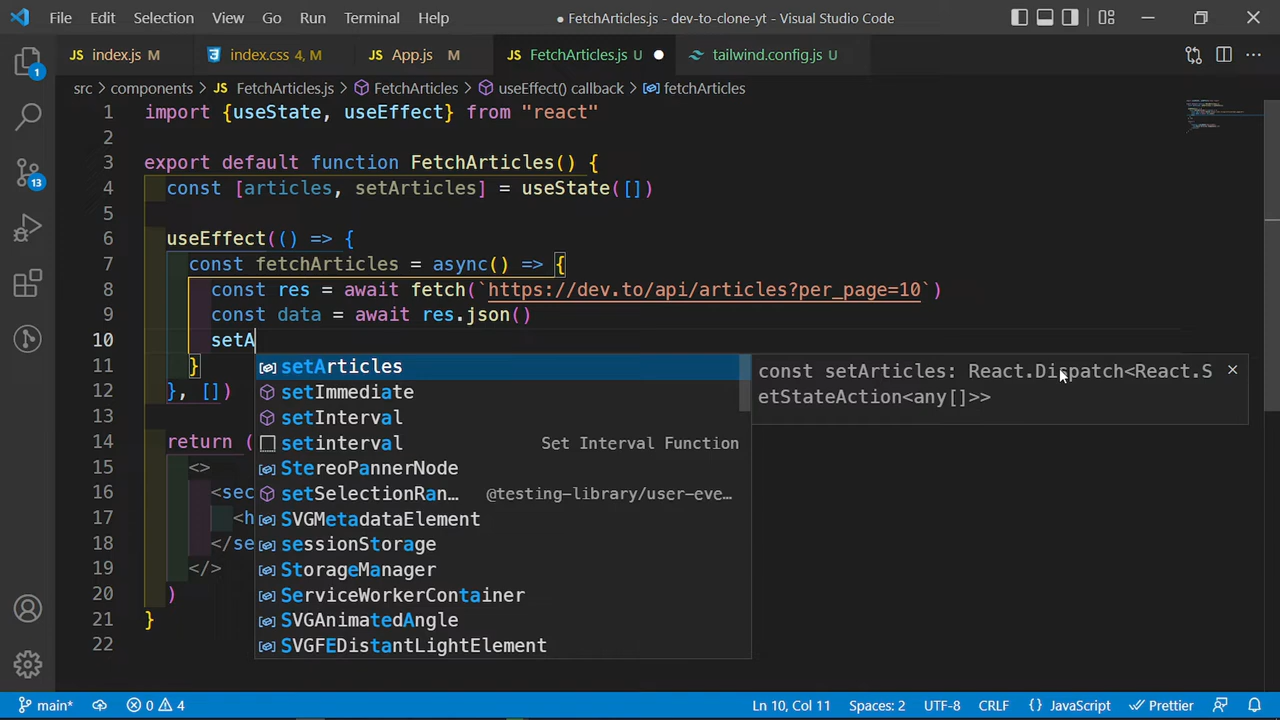 File Edit Selection View Go Run Terminal Help ● FetchArticles.js - dev-to-clone-yt - Visual Studio Code
JS index.js M index.css 4, M JS App.js M JS FetchArticles.js U ● tailwind.config.js U ···
src > components > JS FetchArticles.js > FetchArticles > useEffect() callback > fetchArticles
1 import {useState, useEffect} from "react"
2
3 export default function FetchArticles() {
4 const [articles, setArticles] = useState([])
5
6 useEffect(() => {
7 const fetchArticles = async() => {
8 const res = await fetch(`https://dev.to/api/articles?per_page=10`)
9 const data = await res.json()
10 setA
11 }
12 }, [])
13
14 return (
15 <>
16 <sec
17 <h
18 </se
19 </>
20 )
21 }
22
setArticles
setImmediate
setInterval
setinterval Set Interval Function
StereoPannerNode
setSelectionRan… @testing-library/user-eve…
SVGMetadataElement
sessionStorage
StorageManager
ServiceWorkerContainer
SVGAnimatedAngle
SVGFEDistantLightElement
const setArticles: React.Dispatch<React.S
etStateAction<any[]>>
1
13
main* 0 4 Ln 10, Col 11 Spaces: 2 UTF-8 CRLF {} JavaScript Prettier